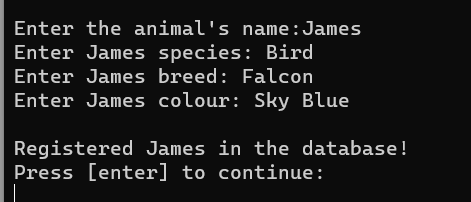 Enter the animal's name:James
Enter James species: Bird
Enter James breed: Falcon
Enter James colour: Sky Blue
Registered James in the database!
Press [enter] to continue: